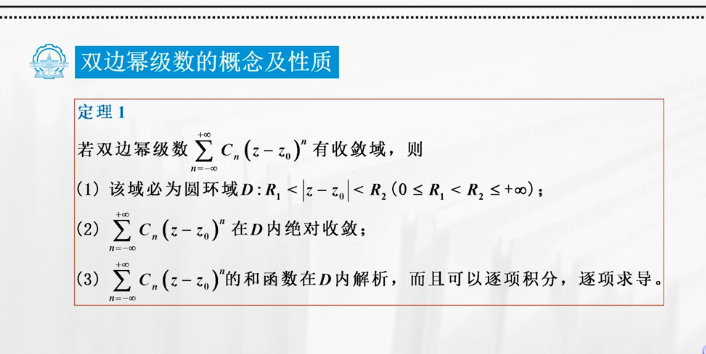 双边幂级数的概念及性质
定理 1
若双边幂级数 $\sum_{n=-\infty}^{+\infty} C_n (z-z_0)^n$ 有收敛域，则
(1) 该域必为圆环域 $D: R_1 < |z-z_0| < R_2 (0 \le R_1 < R_2 \le +\infty)$；
(2) $\sum_{n=-\infty}^{+\infty} C_n (z-z_0)^n$ 在 $D$ 内绝对收敛；
(3) $\sum_{n=-\infty}^{+\infty} C_n (z-z_0)^n$的和函数在 $D$ 内解析，而且可以逐项积分，逐项求导。